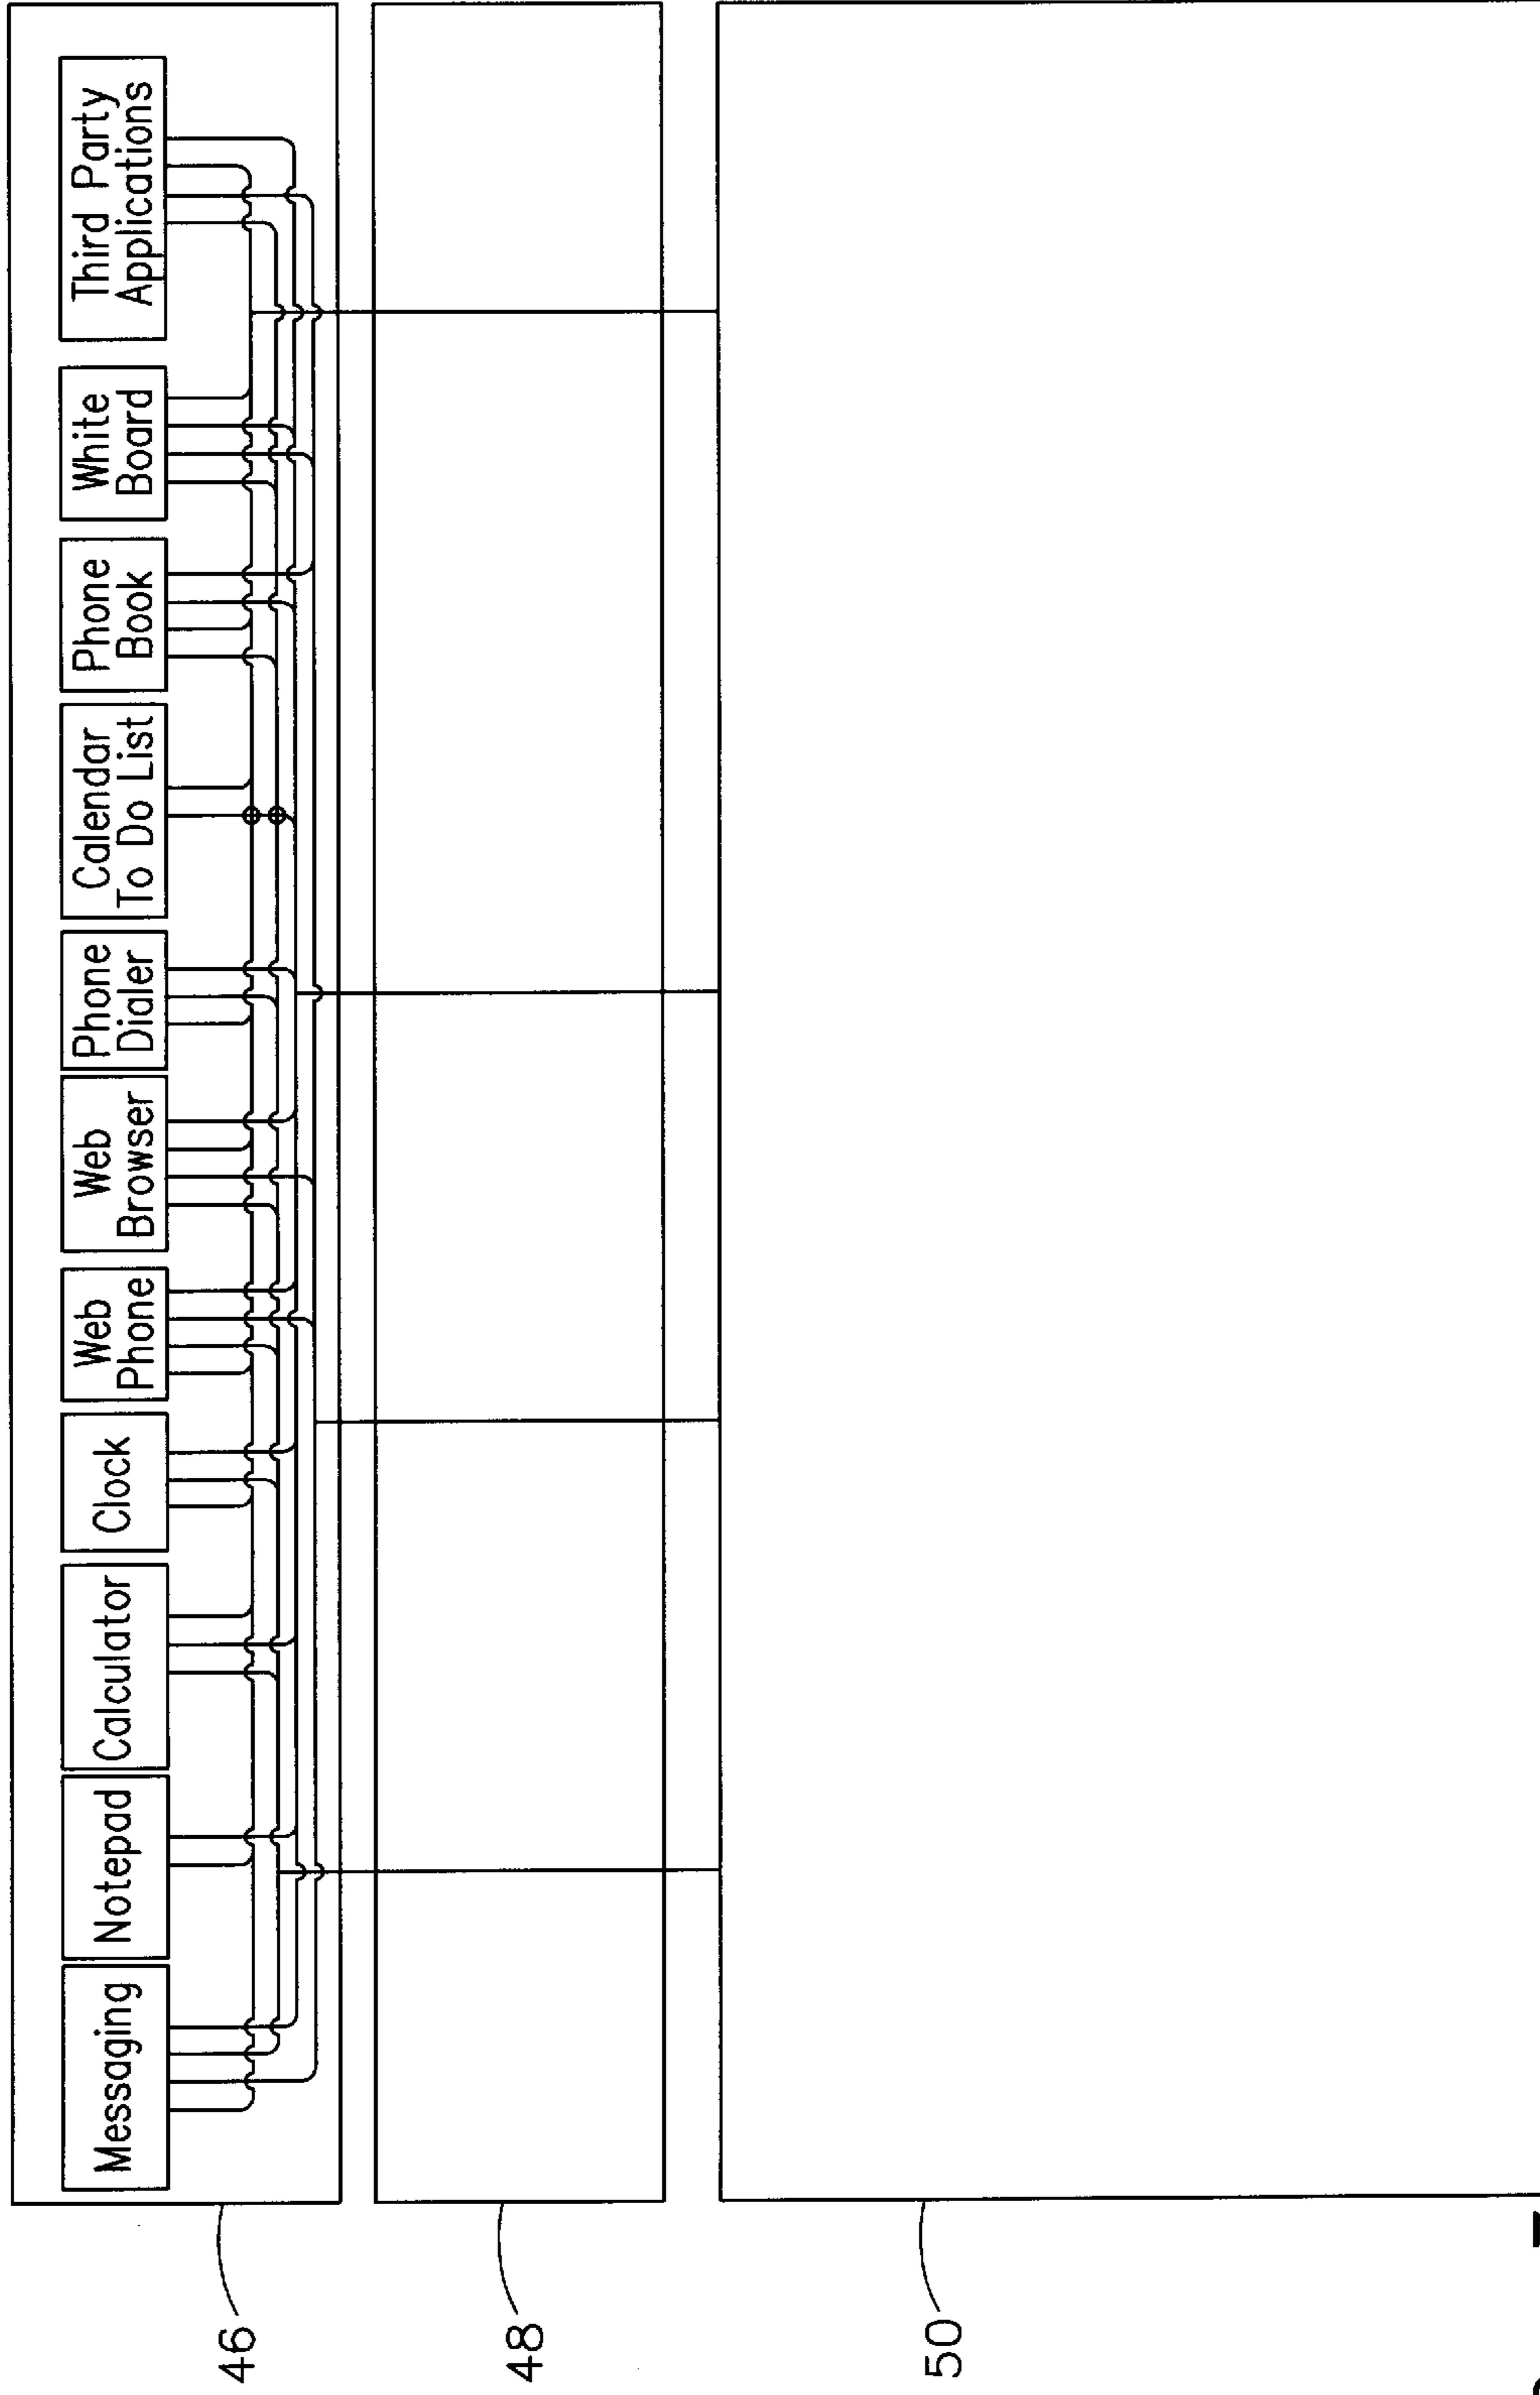 46
Messaging
Notepad
Calculator
Clock
Web
Phone
Web
Browser
Phone
Dialer
Calendar
To Do List
Phone
Book
White
Board
Third Party
Applications
48
50